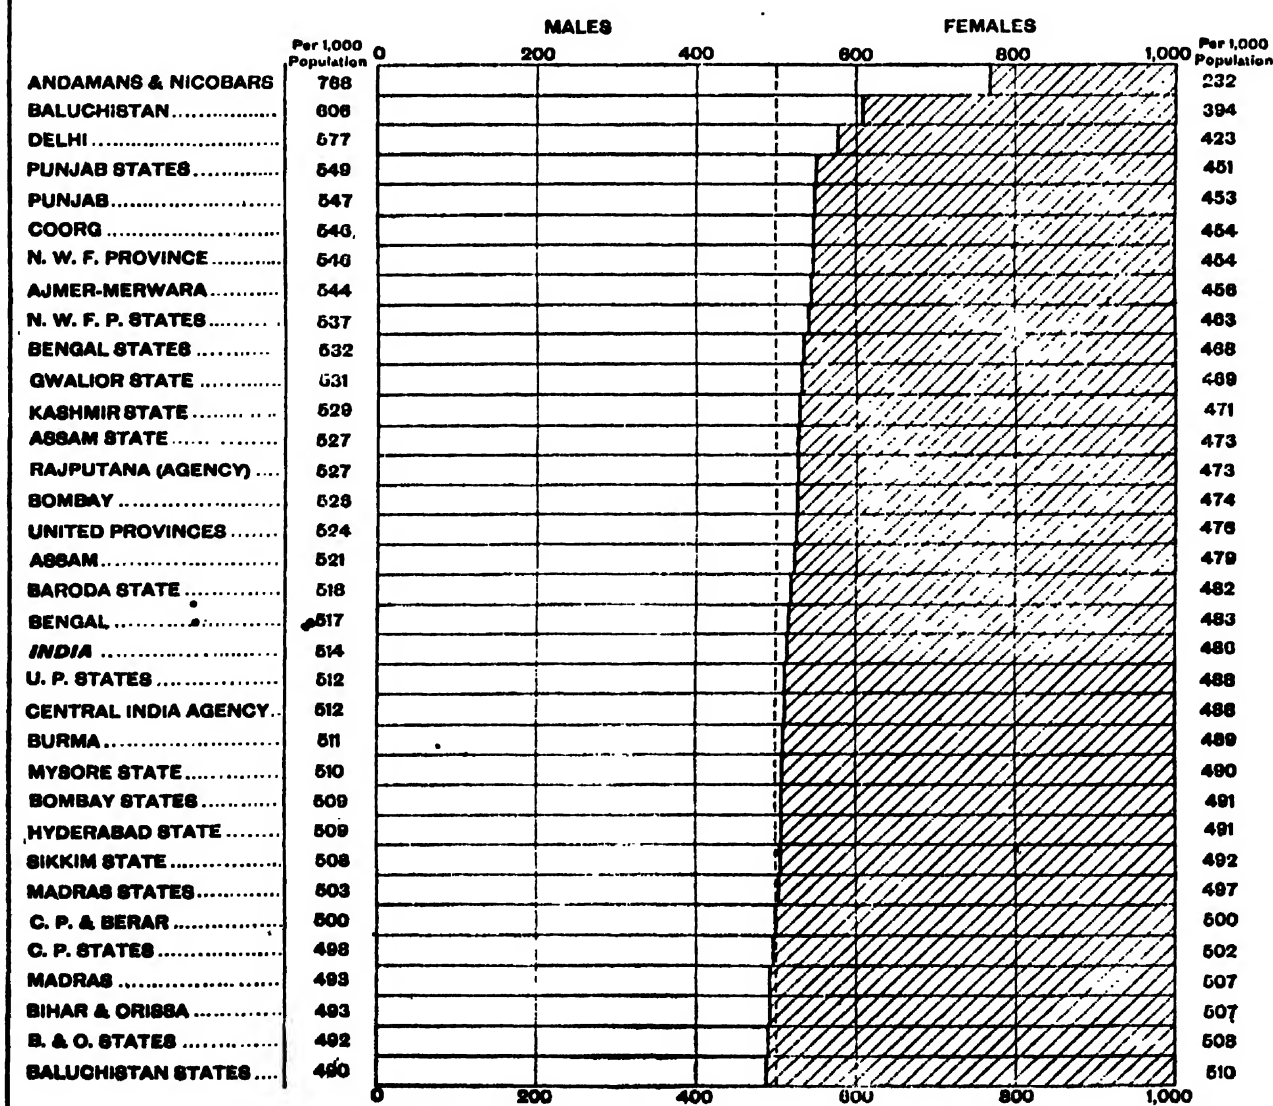 MALES FEMALES
Per 1,000 Population 0 200 400 600 800 1,000 Per 1,000 Population
ANDAMANS & NICOBARS 768 232
BALUCHISTAN 606 394
DELHI 577 423
PUNJAB STATES 549 451
PUNJAB 547 453
COORG 546 454
N. W. F. PROVINCE 546 454
AJMER-MERWARA 544 456
N. W. F. P. STATES 537 463
BENGAL STATES 532 468
GWALIOR STATE 531 469
KASHMIR STATE 529 471
ASSAM STATE 527 473
RAJPUTANA (AGENCY) 527 473
BOMBAY 526 474
UNITED PROVINCES 524 476
ASSAM 521 479
BARODA STATE 518 482
BENGAL 517 483
INDIA 514 486
U. P. STATES 512 488
CENTRAL INDIA AGENCY 512 488
BURMA 511 489
MYSORE STATE 510 490
BOMBAY STATES 509 491
HYDERABAD STATE 509 491
SIKKIM STATE 508 492
MADRAS STATES 503 497
C. P. & BERAR 500 500
C. P. STATES 498 502
MADRAS 493 507
BIHAR & ORISSA 493 507
B. & O. STATES 492 508
BALUCHISTAN STATES 490 510
0 200 400 600 800 1,000